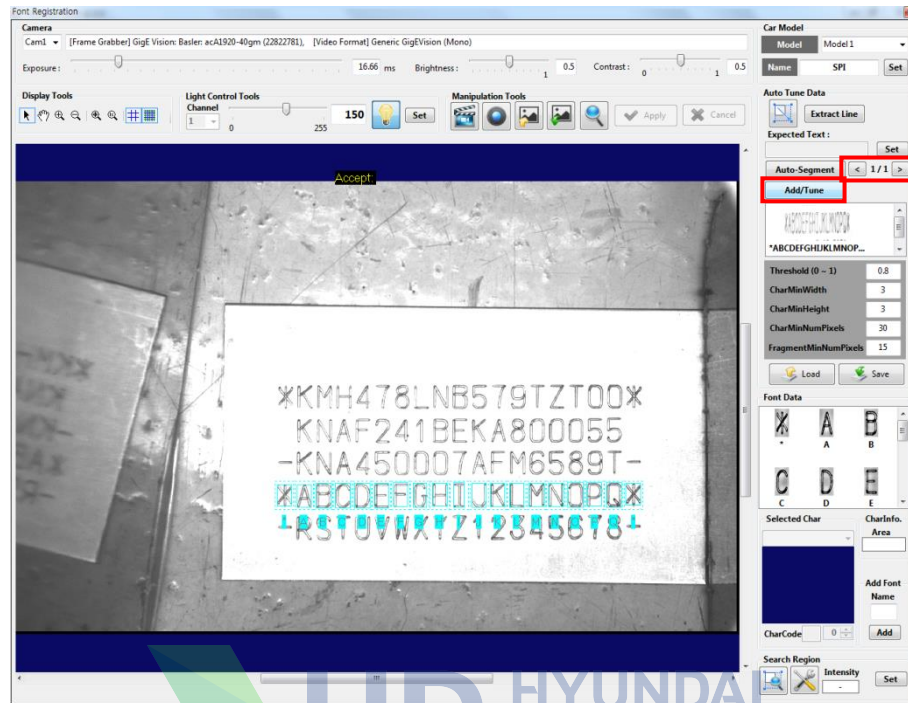 Font Registration
Camera
Cam1 [Frame Grabber] GigE Vision: Basler: acA1920-40gm (22822781), [Video Format] Generic GigEVision (Mono)
Exposure : 16.66 ms Brightness : 1 0.5 Contrast : 0 1 0.5
Display Tools
Light Control Tools
Channel
1 0 255 150 Set
Manipulation Tools
Apply Cancel
Accept:
*KMH478LNB579TZT00*
KNAF241BEKA800055
-KNA450007AFM6589T-
*ABCDEFGHIJKLMNOPQ*
-RSTUVWXYZ12345678-
Car Model
Model Model 1
Name SPI Set
Auto Tune Data
Extract Line
Expected Text :
Set
Auto-Segment < 1 / 1 >
Add/Tune
*ABCDEFGHIJKLMNOP...
Threshold (0 ~ 1) 0.8
CharMinWidth 3
CharMinHeight 3
CharMinNumPixels 30
FragmentMinNumPixels 15
Load Save
Font Data
* A B
C D E
Selected Char CharInfo.
Area
Add Font
Name
CharCode 0 Add
Search Region
Intensity
- Set
HYUNDAI